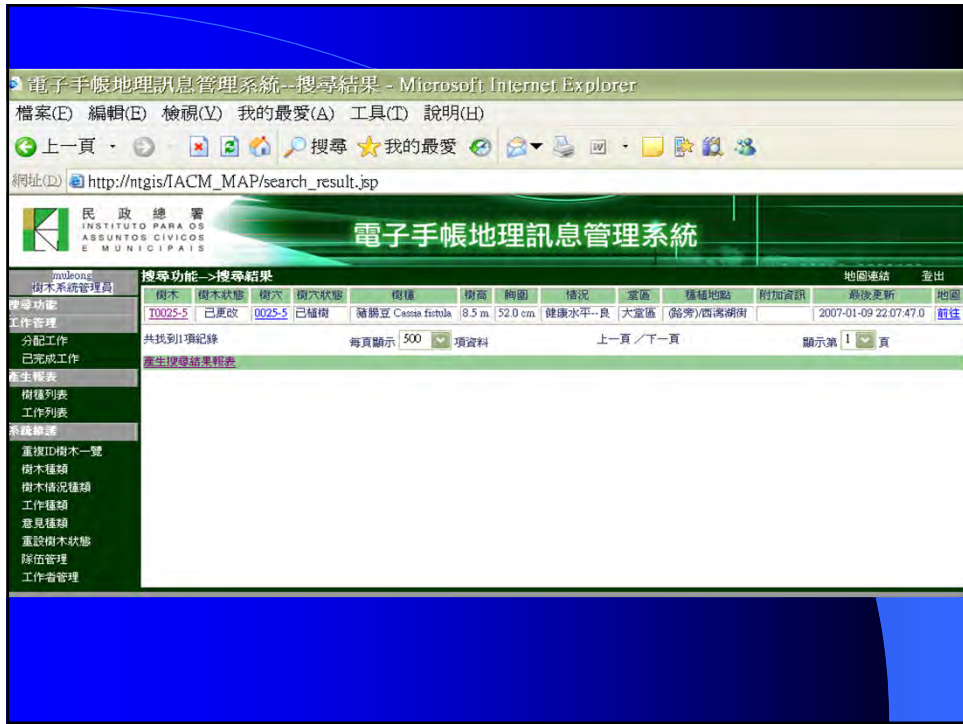 電子手帳地理訊息管理系統--搜尋結果 - Microsoft Internet Explorer
檔案(F) 編輯(E) 檢視(V) 我的最愛(A) 工具(T) 說明(H)
上一頁 搜尋 我的最愛
網址(D) http://ntgis/IACM_MAP/search_result.jsp
民政總署
INSTITUTO PARA OS
ASSUNTOS CÍVICOS
E MUNICIPAIS
電子手帳地理訊息管理系統
muleong
樹木系統管理員
搜尋功能-->搜尋結果 地圖連結 登出
樹木 樹木狀態 樹穴 樹穴狀態 樹種 樹高 胸圍 情況 堂區 種植地點 附加資訊 最後更新 地圖
T0025-5 已更改 0025-5 已植樹 豬腸豆 Cassia fistula 8.5 m 52.0 cm 健康水平--良 大堂區 (路旁)/西灣湖街 2007-01-09 22:07:47.0 前往
共找到1項紀錄 每頁顯示 500 項資料 上一頁 ／下一頁 顯示第 1 頁
產生搜尋結果報表
搜尋功能
工作管理
分配工作
已完成工作
產生報表
樹種列表
工作列表
系統維護
重複ID樹木一覽
樹木種類
樹木情況種類
工作種類
意見種類
重設樹木狀態
隊伍管理
工作者管理